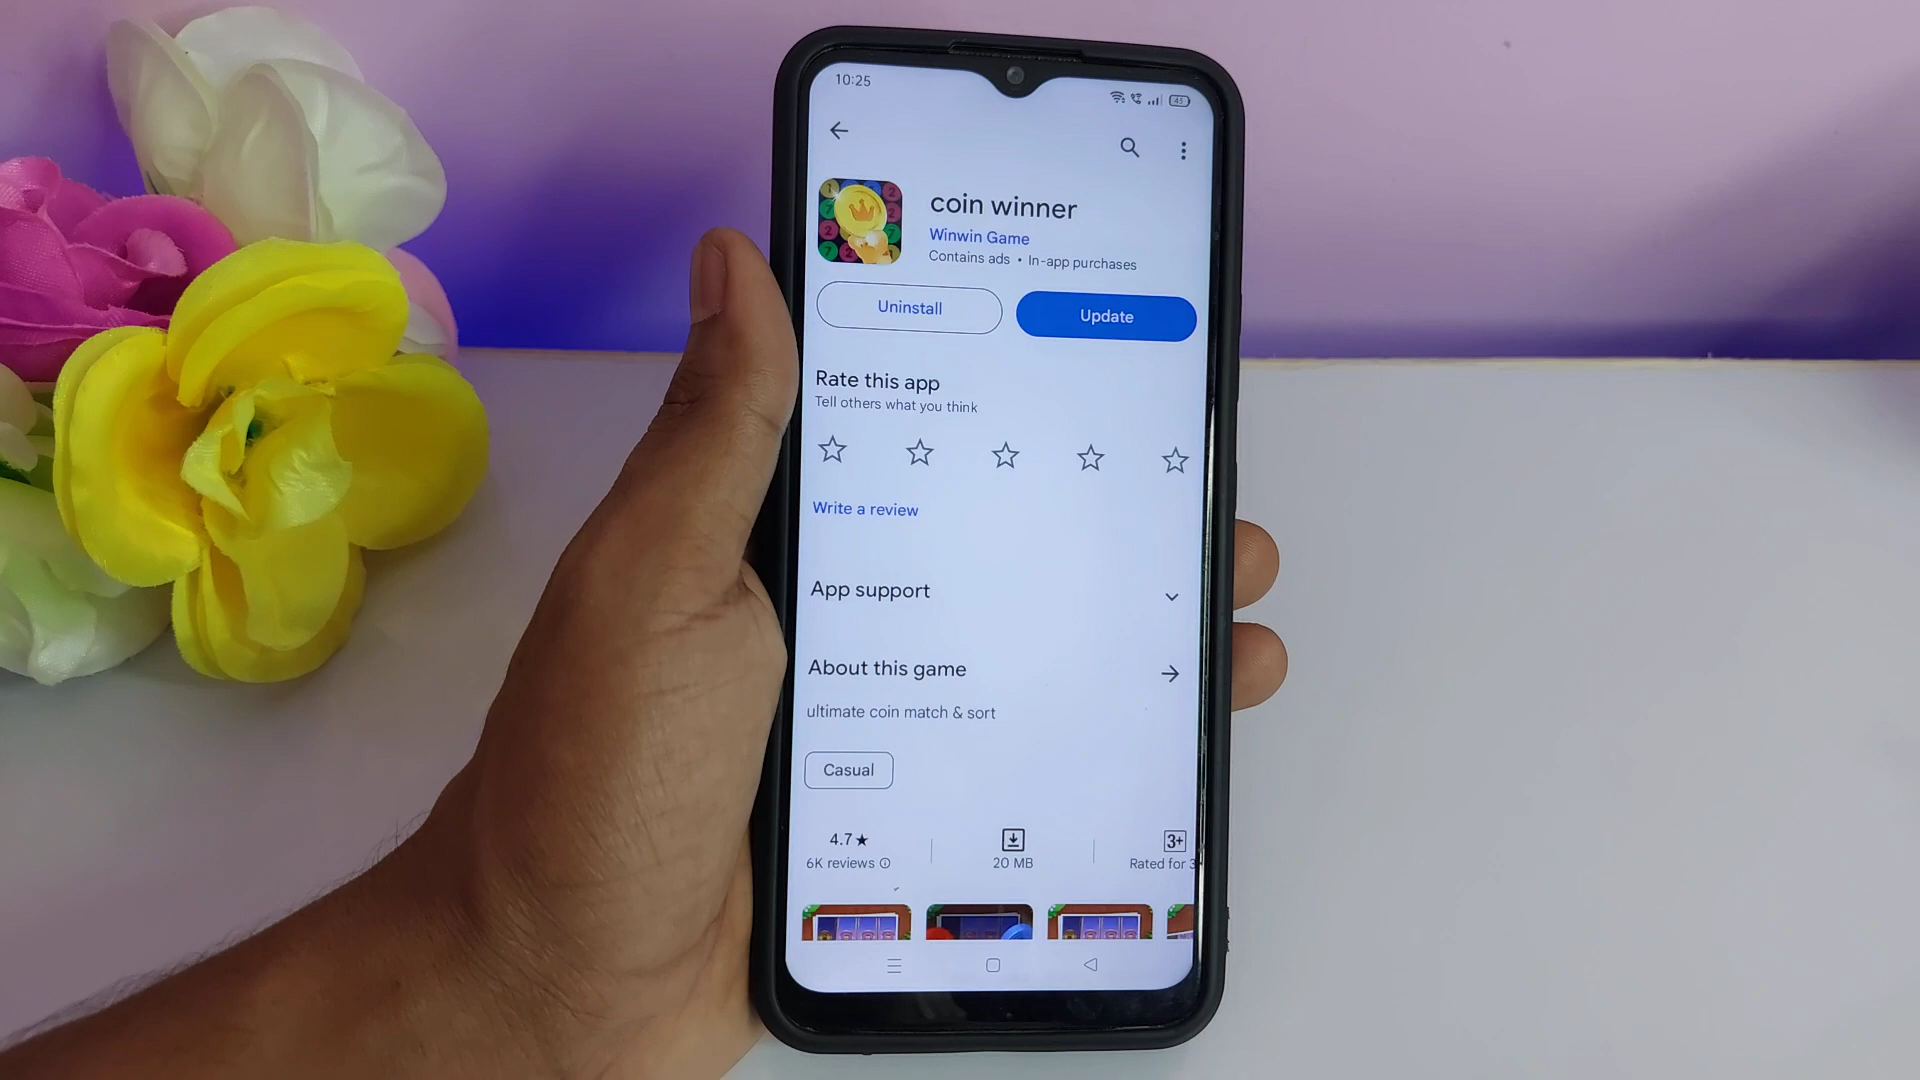 10:25
45
coin winner
Winwin Game
Contains ads • In-app purchases
Uninstall
Update
Rate this app
Tell others what you think
Write a review
App support
About this game
ultimate coin match & sort
Casual
4.7★
6K reviews
20 MB
3+
Rated for 3